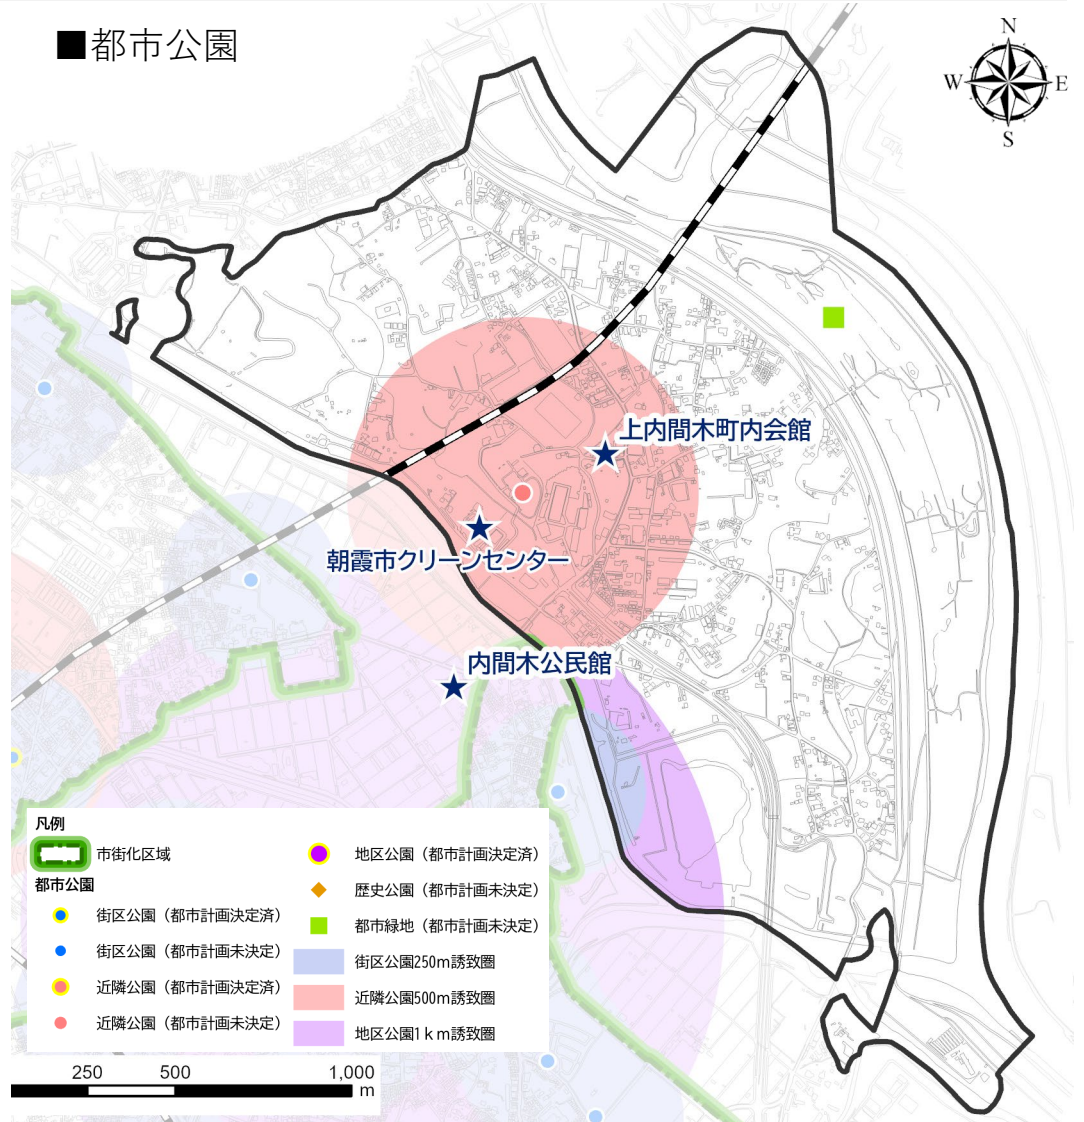 ■都市公園
N
W
E
S
上内間木町内会館
朝霞市クリーンセンター
内間木公民館
凡例
市街化区域
都市公園
街区公園（都市計画決定済）
街区公園（都市計画未決定）
近隣公園（都市計画決定済）
近隣公園（都市計画未決定）
地区公園（都市計画決定済）
歴史公園（都市計画未決定）
都市緑地（都市計画未決定）
街区公園250m誘致圏
近隣公園500m誘致圏
地区公園1ｋｍ誘致圏
250 500 1,000
m